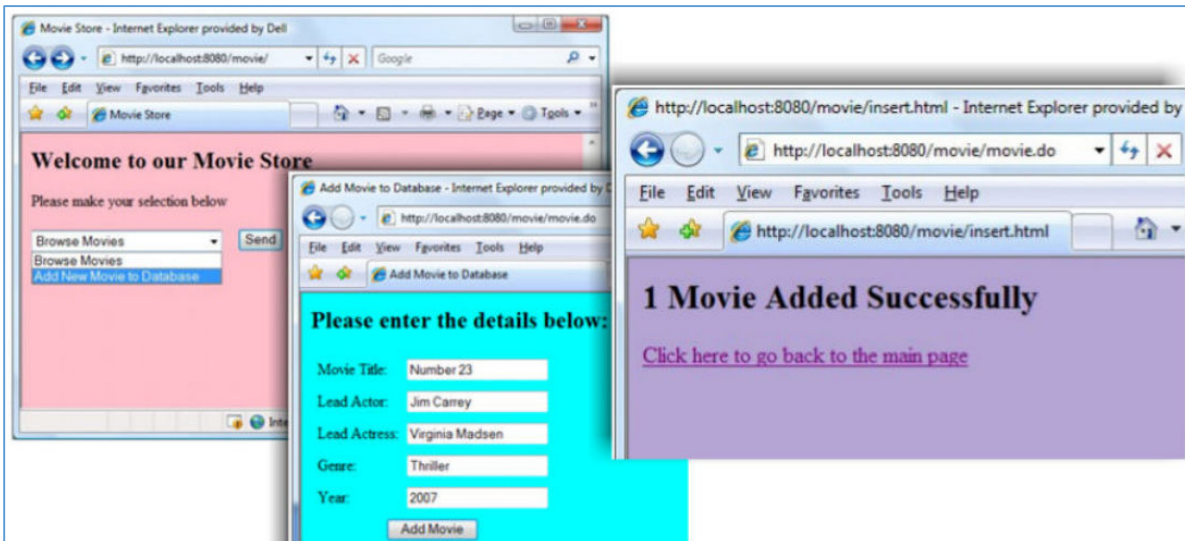 Movie Store - Internet Explorer provided by Dell
http://localhost:8080/movie/
Google
File Edit View Favorites Tools Help
Movie Store
Page Tools
Welcome to our Movie Store
Please make your selection below
Browse Movies
Send
Browse Movies
Add New Movie to Database
Add Movie to Database - Internet Explorer provided by
http://localhost:8080/movie/movie.do
File Edit View Favorites Tools Help
Add Movie to Database
Please enter the details below:
Movie Title: Number 23
Lead Actor: Jim Carrey
Lead Actress: Virginia Madsen
Genre: Thriller
Year: 2007
Add Movie
http://localhost:8080/movie/insert.html - Internet Explorer provided by
http://localhost:8080/movie/movie.do
File Edit View Favorites Tools Help
http://localhost:8080/movie/insert.html
1 Movie Added Successfully
Click here to go back to the main page